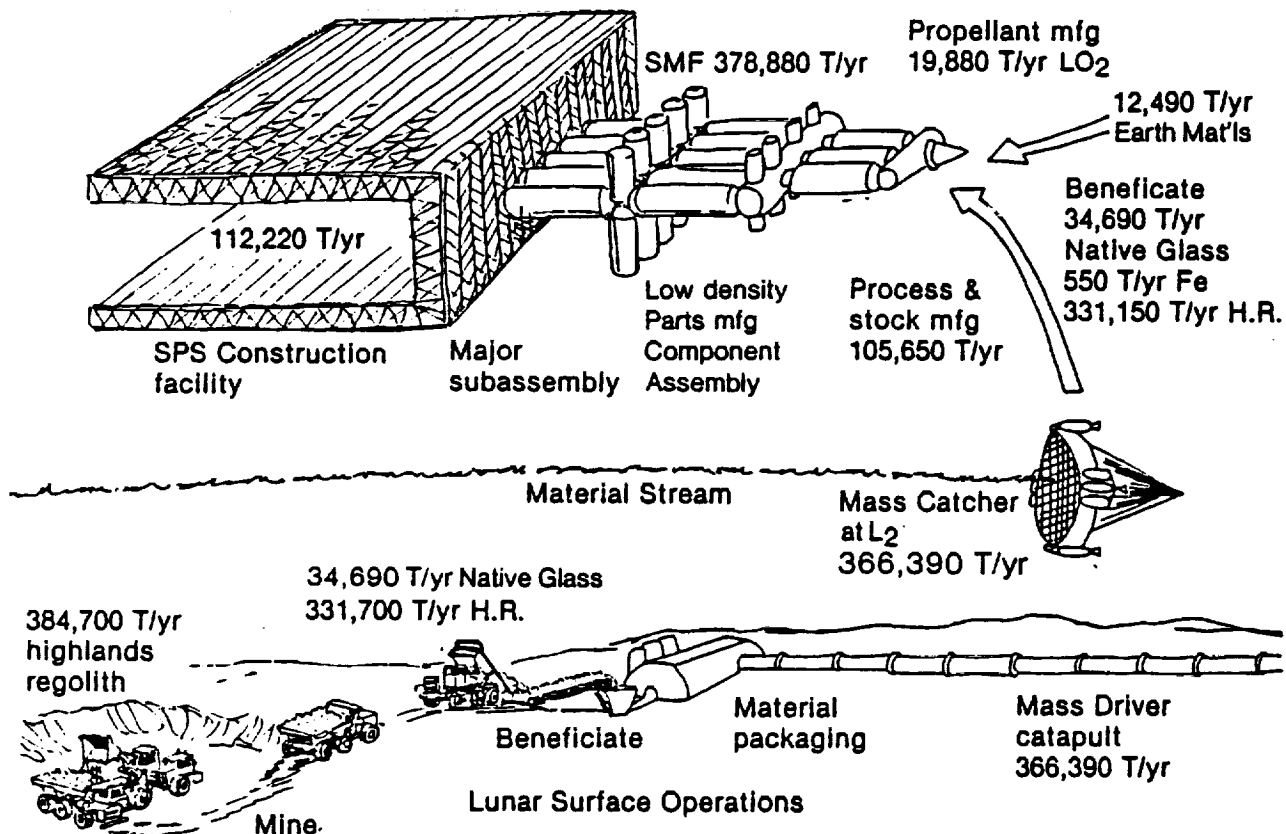 Propellant mfg
SMF 378,880 T/yr
19,880 T/yr LO2
12,490 T/yr
Earth Mat'ls
Beneficate
34,690 T/yr
Native Glass
550 T/yr Fe
331,150 T/yr H.R.
112,220 T/yr
SPS Construction
facility
Major
subassembly
Low density
Parts mfg
Component
Assembly
Process &
stock mfg
105,650 T/yr
Material Stream
Mass Catcher
at L2
366,390 T/yr
34,690 T/yr Native Glass
331,700 T/yr H.R.
384,700 T/yr
highlands
regolith
Beneficiate
Material
packaging
Mass Driver
catapult
366,390 T/yr
Lunar Surface Operations
Mine